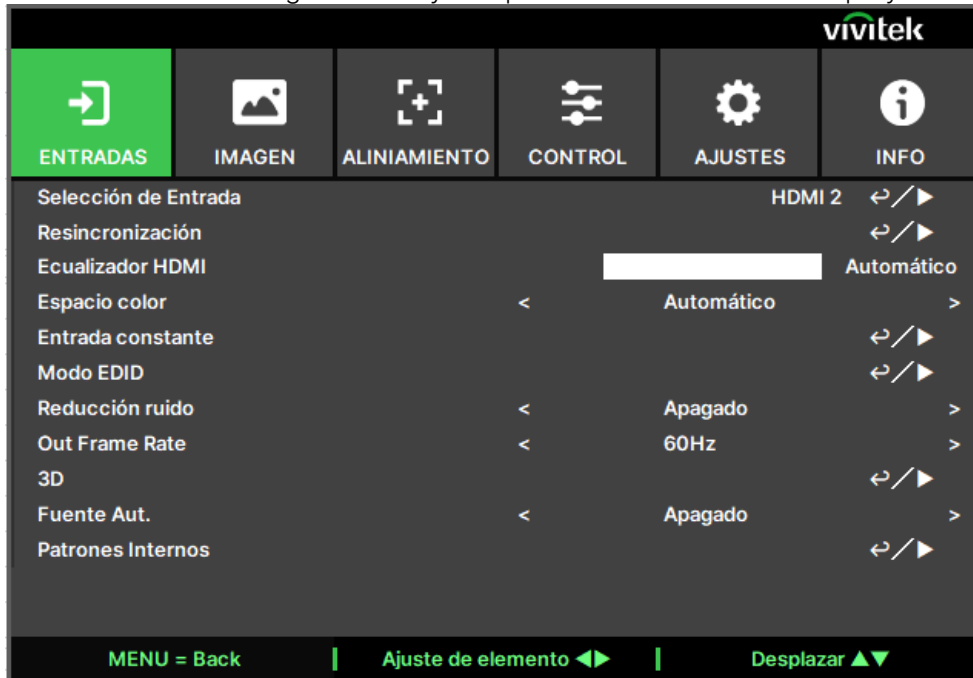 vivitek
ENTRADAS IMAGEN ALINIAMIENTO CONTROL AJUSTES INFO
Selección de Entrada HDMI 2 ↩/▶
Resincronización ↩/▶
Ecualizador HDMI Automático
Espacio color < Automático >
Entrada constante ↩/▶
Modo EDID ↩/▶
Reducción ruido < Apagado >
Out Frame Rate < 60Hz >
3D ↩/▶
Fuente Aut. < Apagado >
Patrones Internos ↩/▶
MENU = Back | Ajuste de elemento ◀▶ | Desplazar ▲▼